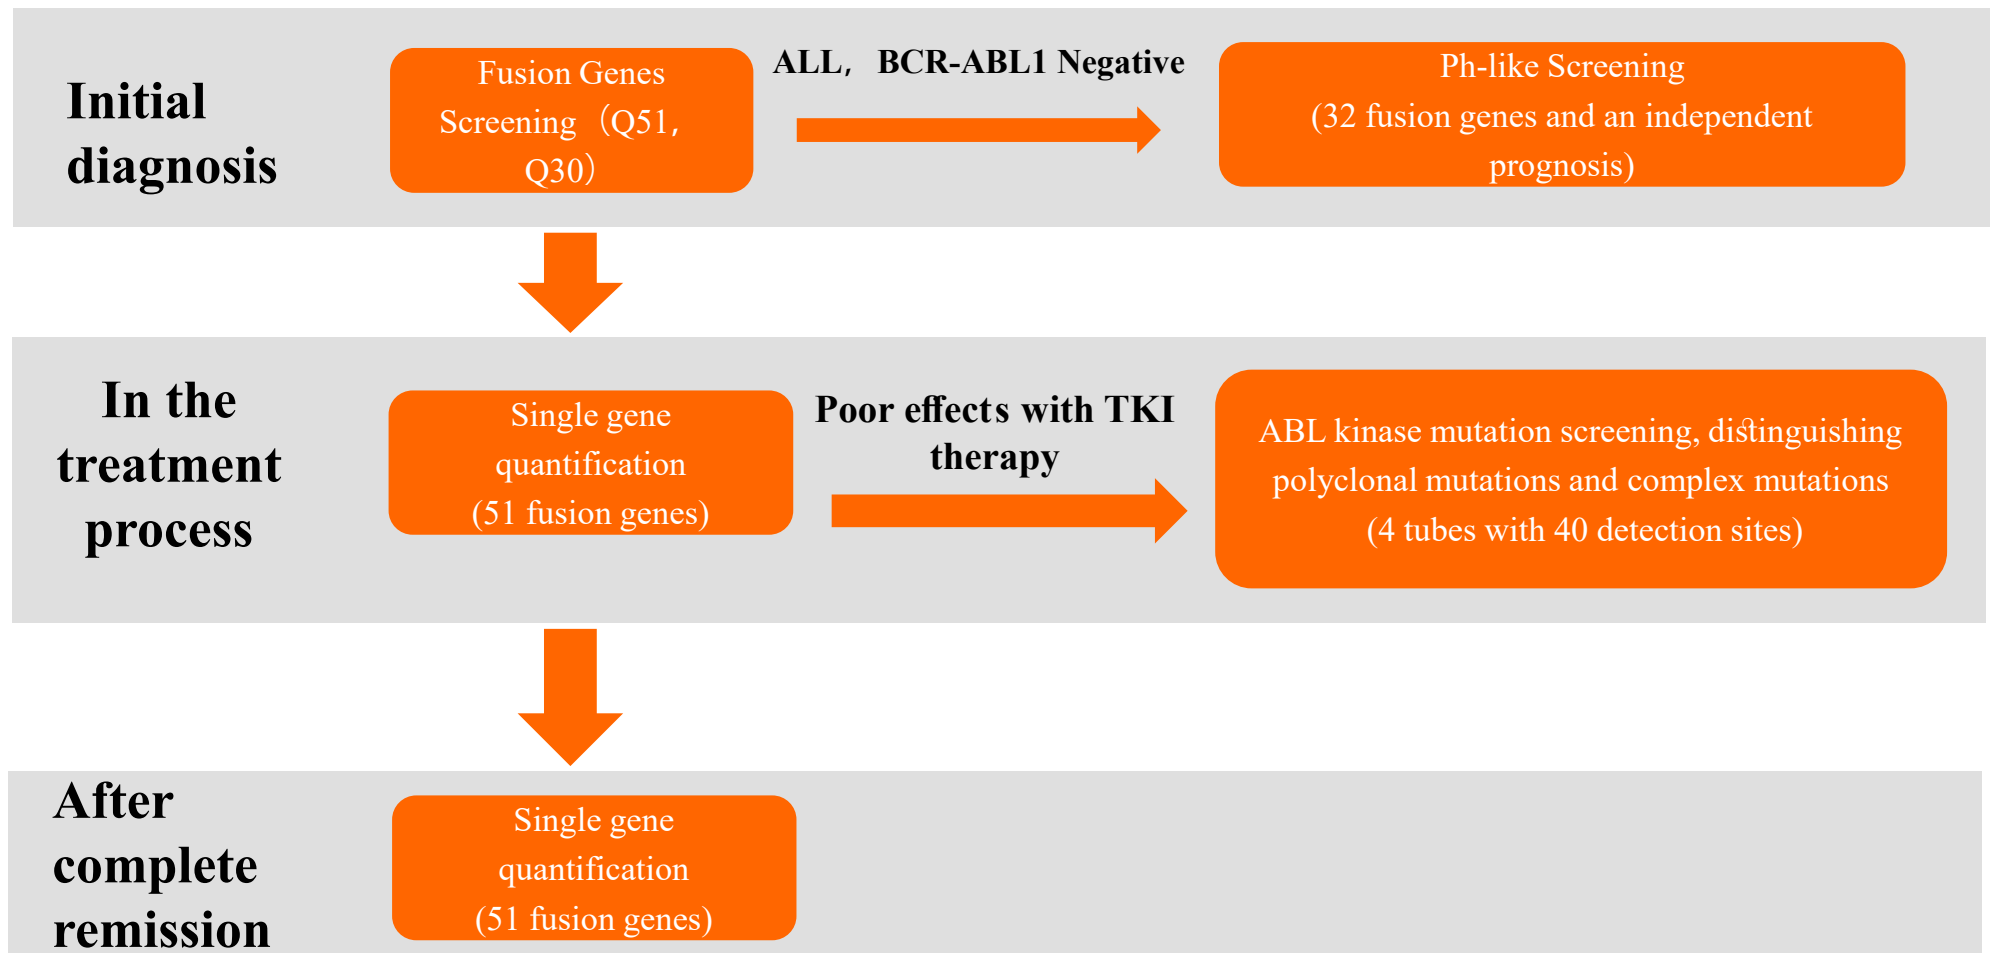 Initial
diagnosis
Fusion Genes
Screening（Q51,
Q30）
ALL, BCR-ABL1 Negative
Ph-like Screening
(32 fusion genes and an independent
prognosis)
In the
treatment
process
Single gene
quantification
(51 fusion genes)
Poor effects with TKI
therapy
ABL kinase mutation screening, distinguishing
polyclonal mutations and complex mutations
(4 tubes with 40 detection sites)
After
complete
remission
Single gene
quantification
(51 fusion genes)